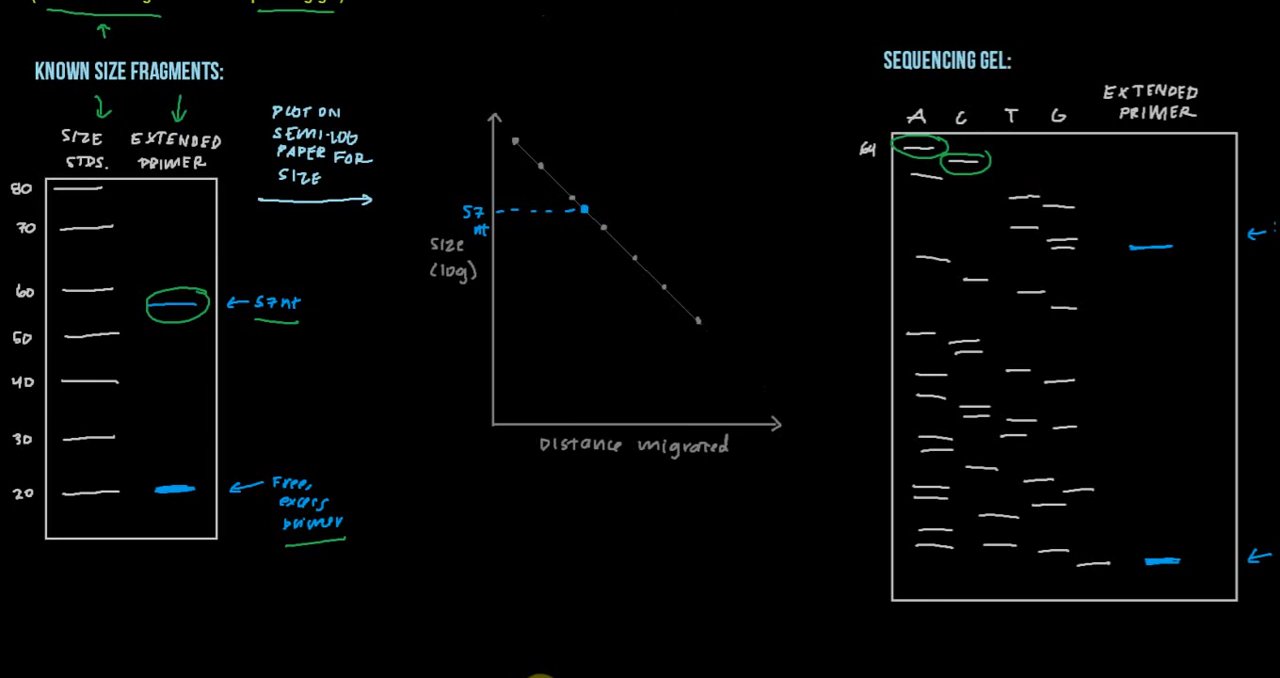 KNOWN SIZE FRAGMENTS:
SIZE
STDS.
EXTENDED
PRIMER
80
70
60
50
40
30
20
57nt
Free,
excess
primer
PLOT ON
SEMI-LOG
PAPER FOR
SIZE
57
nt
SIZE
(log)
DISTANCE MIGRATED
SEQUENCING GEL:
A C T G
EXTENDED
PRIMER
64